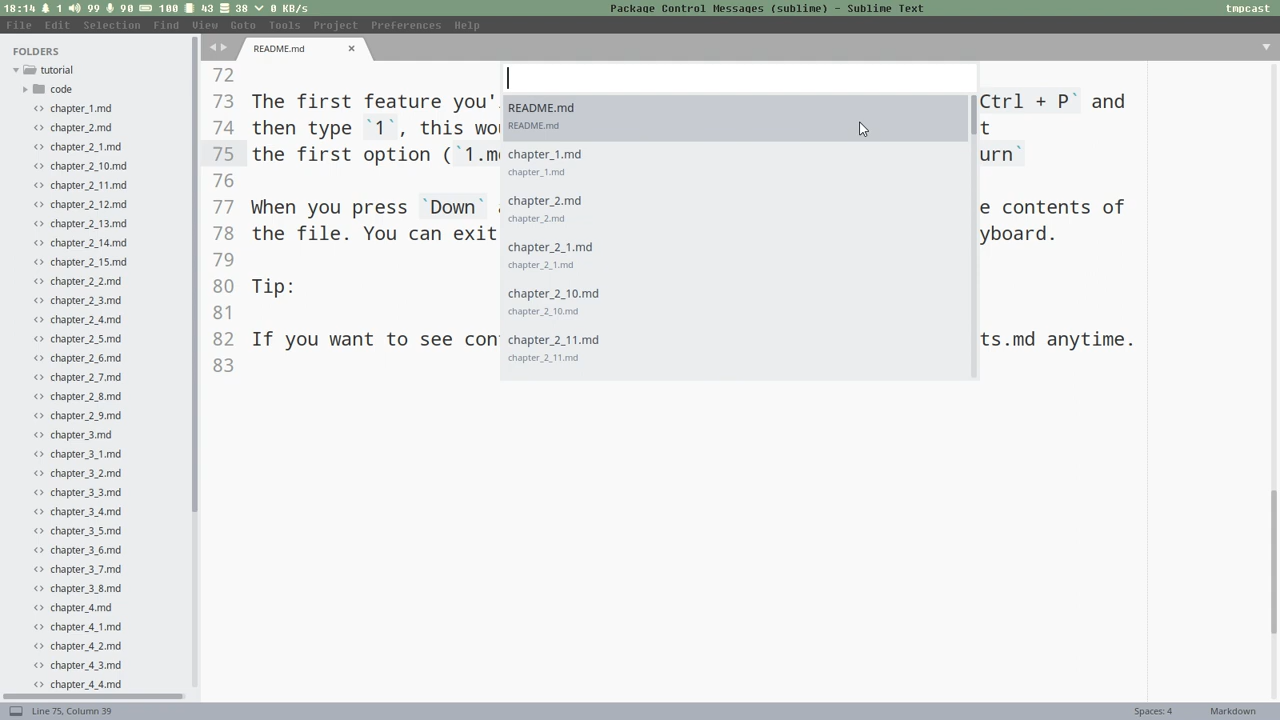 18:14 1 99 90 100 43 38 0 KB/s
Package Control Messages (sublime) - Sublime Text
tmpcast
File Edit Selection Find View Goto Tools Project Preferences Help
FOLDERS
tutorial
code
chapter_1.md
chapter_2.md
chapter_2_1.md
chapter_2_10.md
chapter_2_11.md
chapter_2_12.md
chapter_2_13.md
chapter_2_14.md
chapter_2_15.md
chapter_2_2.md
chapter_2_3.md
chapter_2_4.md
chapter_2_5.md
chapter_2_6.md
chapter_2_7.md
chapter_2_8.md
chapter_2_9.md
chapter_3.md
chapter_3_1.md
chapter_3_2.md
chapter_3_3.md
chapter_3_4.md
chapter_3_5.md
chapter_3_6.md
chapter_3_7.md
chapter_3_8.md
chapter_4.md
chapter_4_1.md
chapter_4_2.md
chapter_4_3.md
chapter_4_4.md
README.md
72
73 The first feature you' Ctrl + P` and
74 then type `1`, this wou t
75 the first option (`1.md urn`
76
77 When you press `Down` e contents of
78 the file. You can exit yboard.
79
80 Tip:
81
82 If you want to see con ts.md anytime.
83
README.md
README.md
chapter_1.md
chapter_1.md
chapter_2.md
chapter_2.md
chapter_2_1.md
chapter_2_1.md
chapter_2_10.md
chapter_2_10.md
chapter_2_11.md
chapter_2_11.md
Line 75, Column 39
Spaces: 4
Markdown